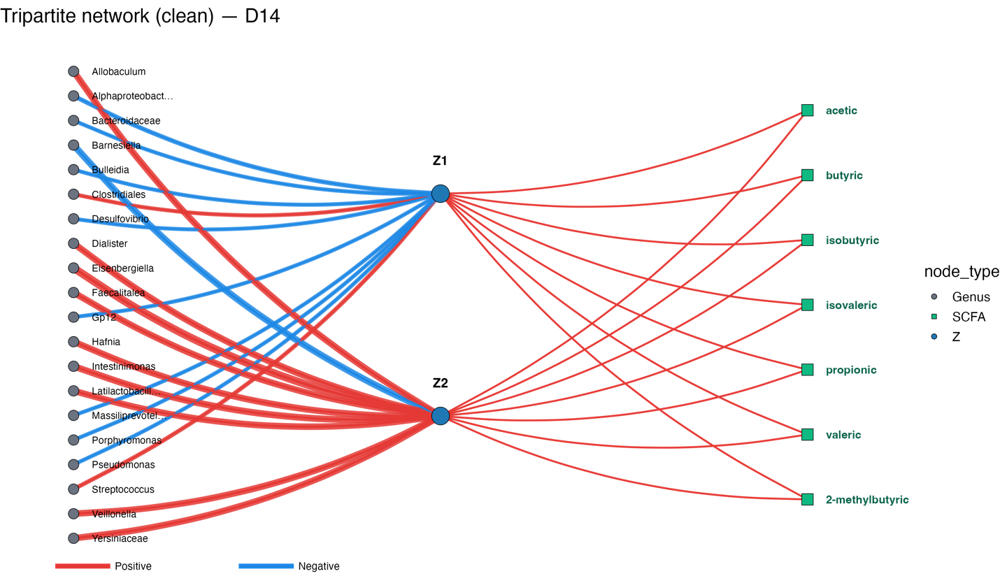 Tripartite network (clean) — D14
Allobaculum
Alphaproteobact…
Bacteroidaceae
Barnesiella
Bulleidia
Clostridiales
Desulfovibrio
Dialister
Eisenbergiella
Faecalitalea
Gp12
Hafnia
Intestinimonas
Latilactobacill…
Massiliprevotel…
Porphyromonas
Pseudomonas
Streptococcus
Veillonella
Yersiniaceae
Z1
Z2
acetic
butyric
isobutyric
isovaleric
propionic
valeric
2-methylbutyric
node_type
Genus
SCFA
Z
Positive
Negative